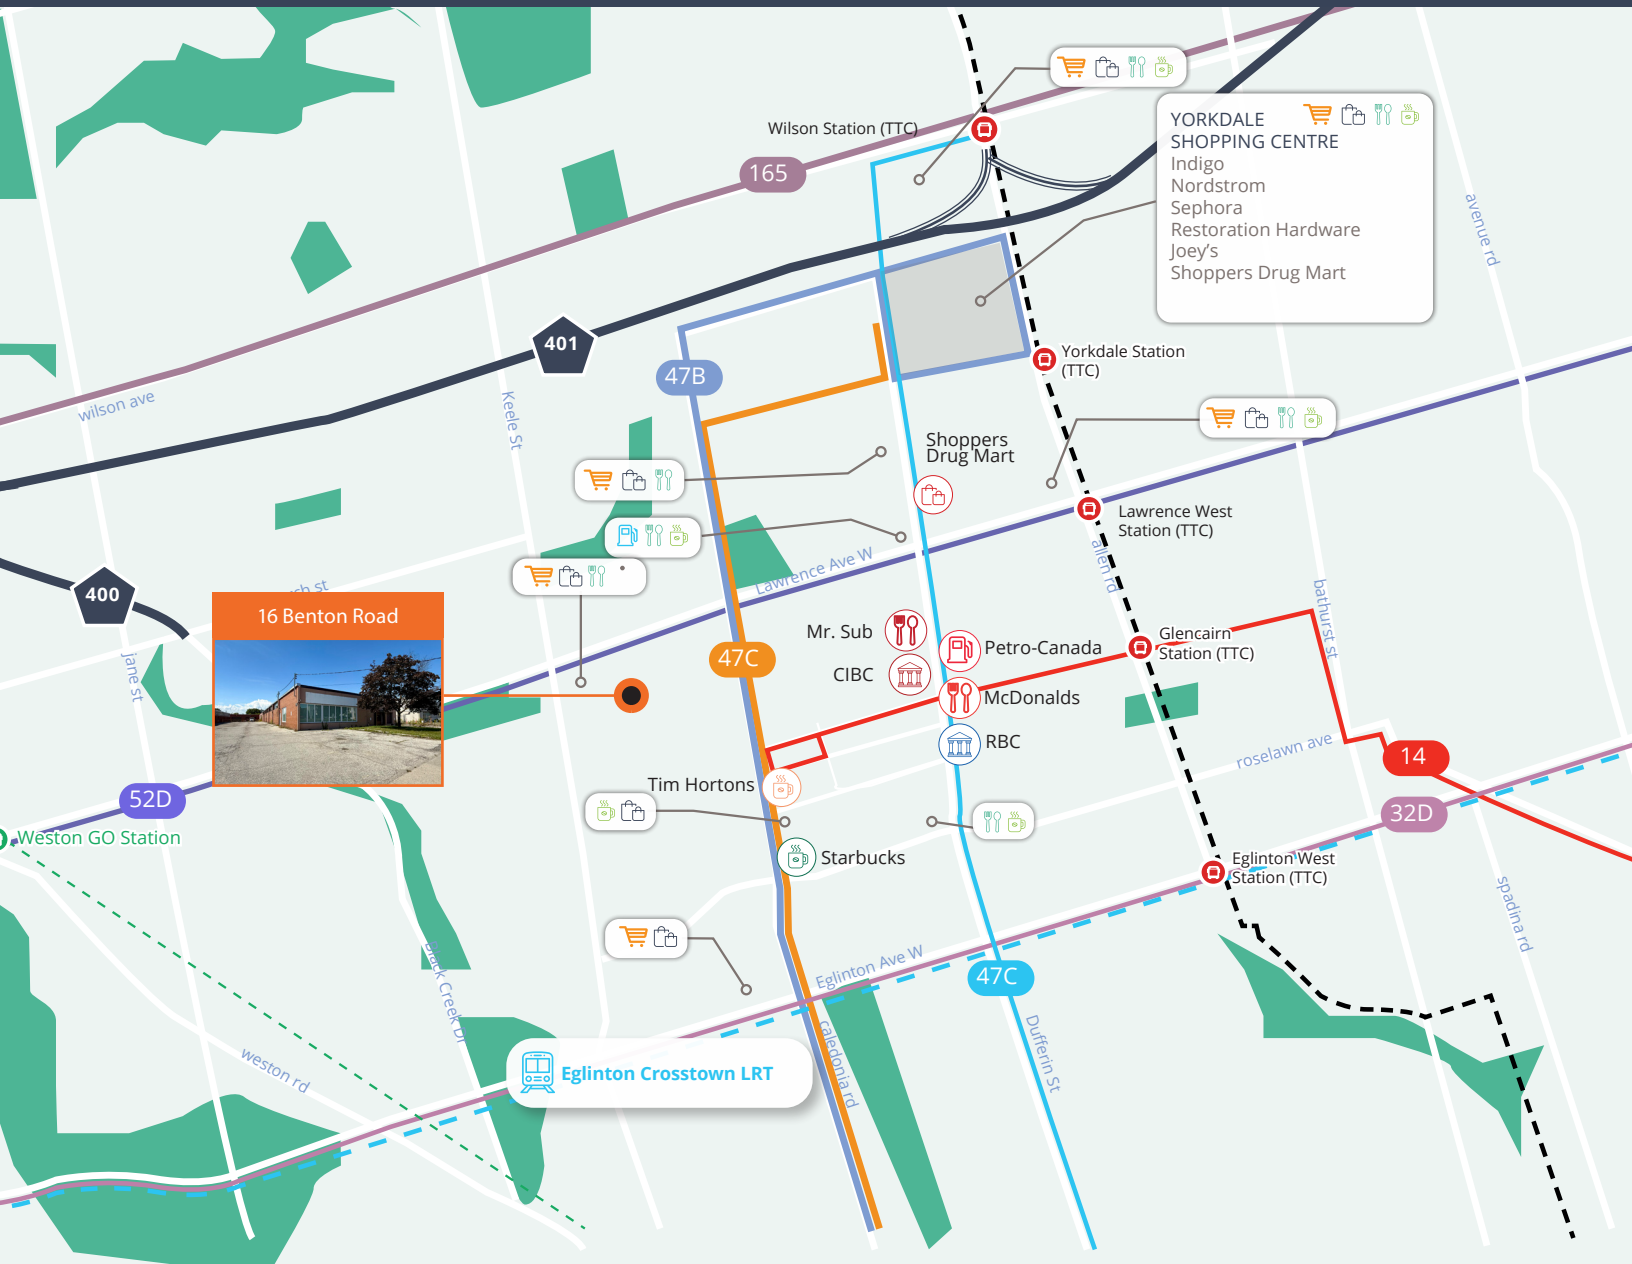 Wilson Station (TTC)
165
YORKDALE
SHOPPING CENTRE
Indigo
Nordstrom
Sephora
Restoration Hardware
Joey’s
Shoppers Drug Mart
avenue rd
401
47B
Yorkdale Station
(TTC)
wilson ave
Keele St
Shoppers
Drug Mart
Lawrence West
Station (TTC)
allen rd
Lawrence Ave W
400
16 Benton Road
jane st
bathurst st
Mr. Sub
Petro-Canada
CIBC
McDonalds
RBC
Glencairn
Station (TTC)
47C
roselawn ave
14
Tim Hortons
52D
32D
Weston GO Station
Starbucks
Eglinton West
Station (TTC)
spadina rd
Black Creek Dr
Eglinton Ave W
47C
weston rd
Eglinton Crosstown LRT
caledonia rd
Dufferin St